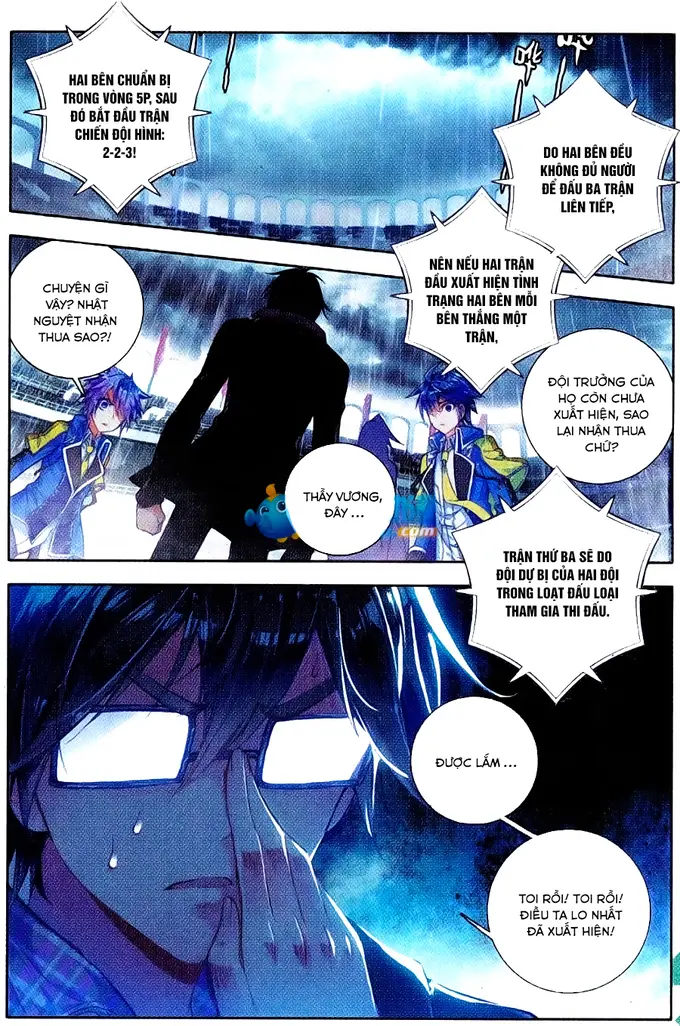 HAI BÊN CHUẨN BỊ
TRONG VÒNG 5P, SAU
ĐÓ BẮT ĐẦU TRẬN
CHIẾN ĐỘI HÌNH:
2-2-3!
DO HAI BÊN ĐỀU
KHÔNG ĐỦ NGƯỜI
ĐỂ ĐẤU BA TRẬN
LIÊN TIẾP,
NÊN NẾU HAI TRẬN
ĐẦU XUẤT HIỆN TÌNH
TRẠNG HAI BÊN MỖI
BÊN THẮNG MỘT
TRẬN,
CHUYỆN GÌ
VẬY? NHẬT
NGUYỆT NHẬN
THUA SAO?!
ĐỘI TRƯỞNG CỦA
HỌ CÒN CHƯA
XUẤT HIỆN, SAO
LẠI NHẬN THUA
CHỨ?
THẦY VƯƠNG,
ĐÂY ...
.com
TRẬN THỨ BA SẼ DO
ĐỘI DỰ BỊ CỦA HAI ĐỘI
TRONG LOẠT ĐẤU LOẠI
THAM GIA THI ĐẤU.
ĐƯỢC LẮM ...
TOI RỒI! TOI RỒI!
ĐIỀU TA LO NHẤT
ĐÃ XUẤT HIỆN!